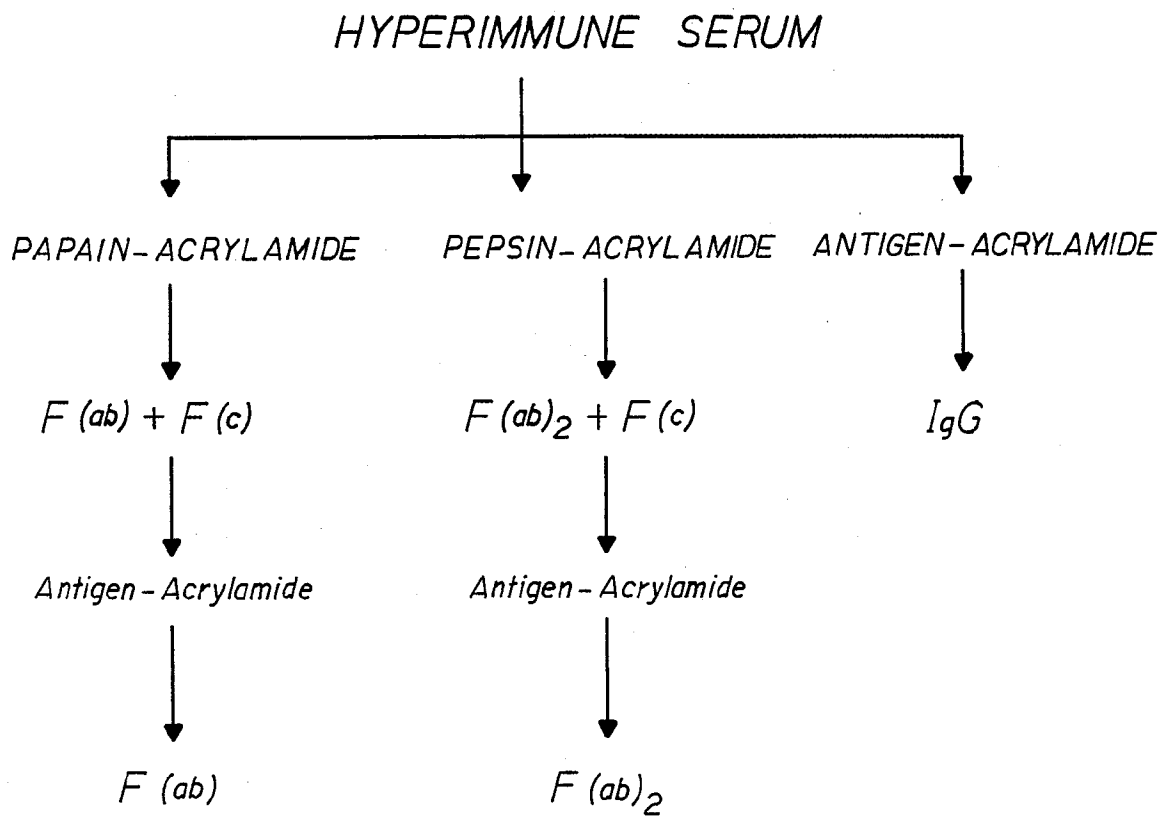 HYPERIMMUNE SERUM
PAPAIN-ACRYLAMIDE PEPSIN-ACRYLAMIDE ANTIGEN-ACRYLAMIDE
F(ab) + F(c) F(ab)₂ + F(c) IgG
Antigen-Acrylamide Antigen-Acrylamide
F(ab) F(ab)₂